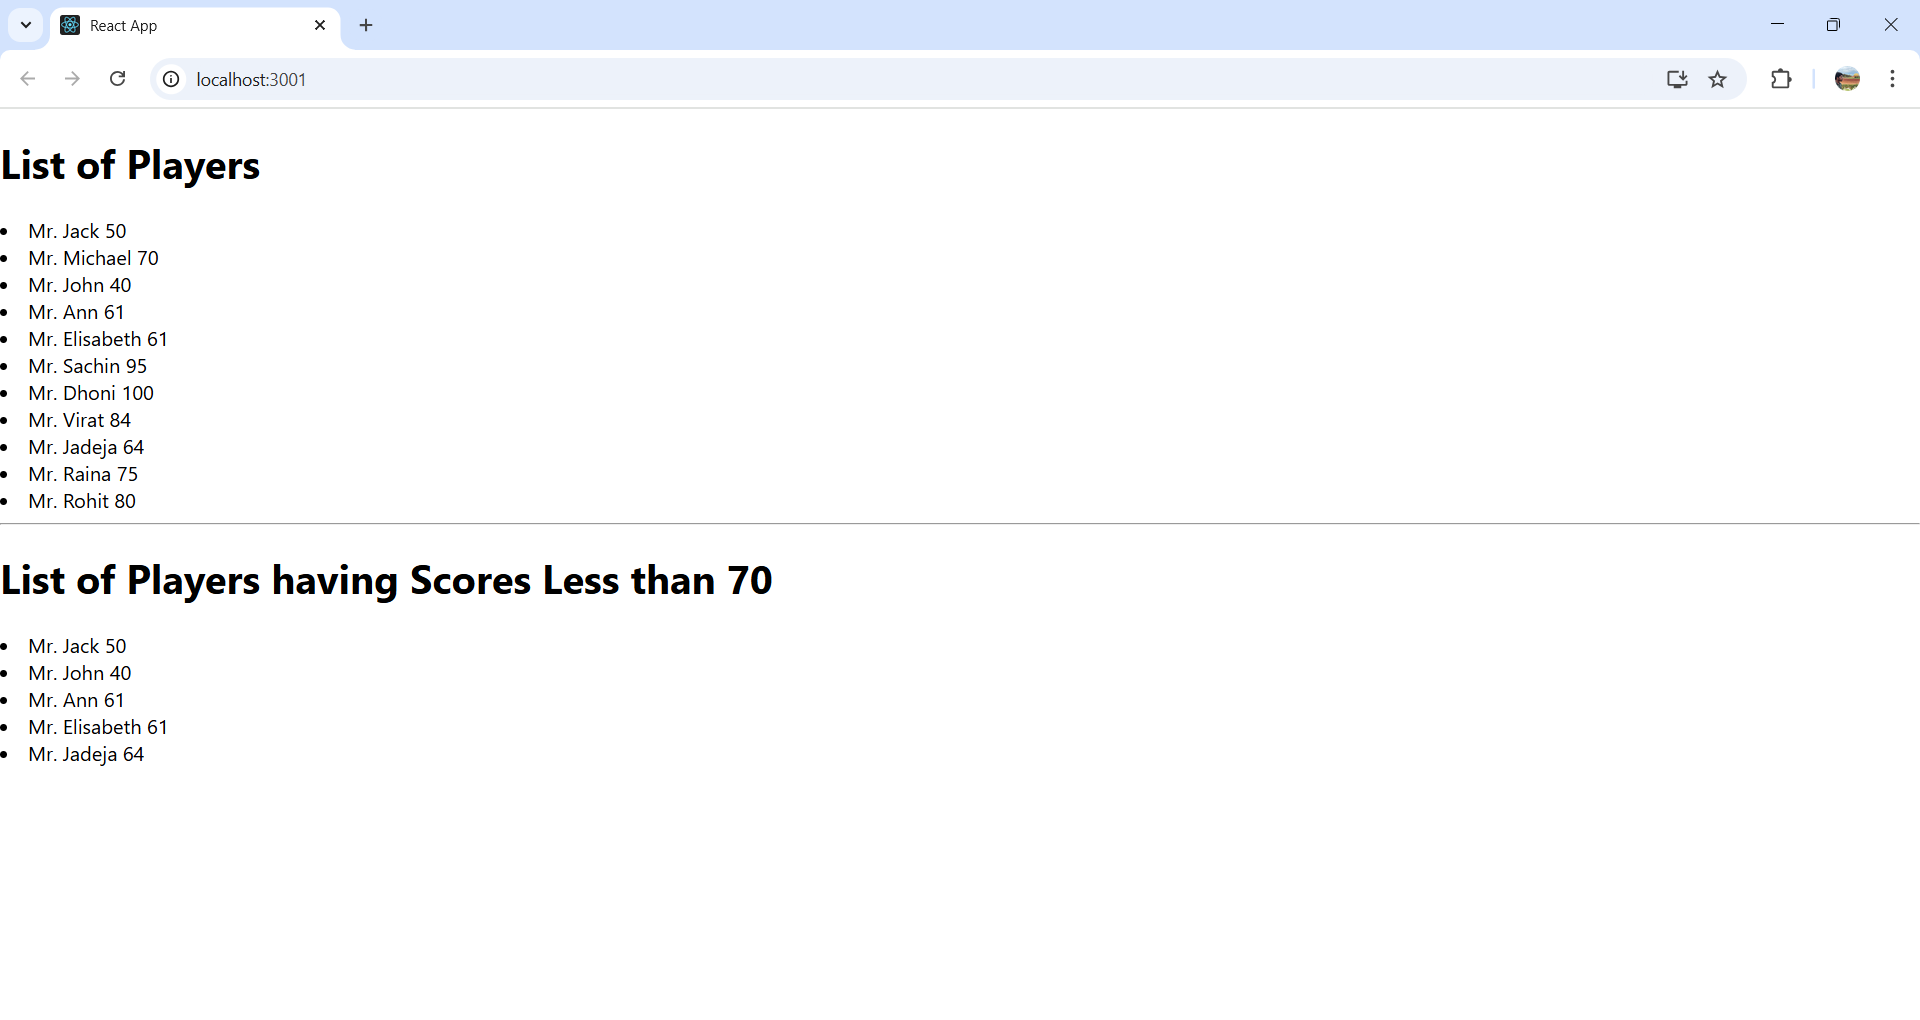 React App
localhost:3001
List of Players
Mr. Jack 50
Mr. Michael 70
Mr. John 40
Mr. Ann 61
Mr. Elisabeth 61
Mr. Sachin 95
Mr. Dhoni 100
Mr. Virat 84
Mr. Jadeja 64
Mr. Raina 75
Mr. Rohit 80
List of Players having Scores Less than 70
Mr. Jack 50
Mr. John 40
Mr. Ann 61
Mr. Elisabeth 61
Mr. Jadeja 64